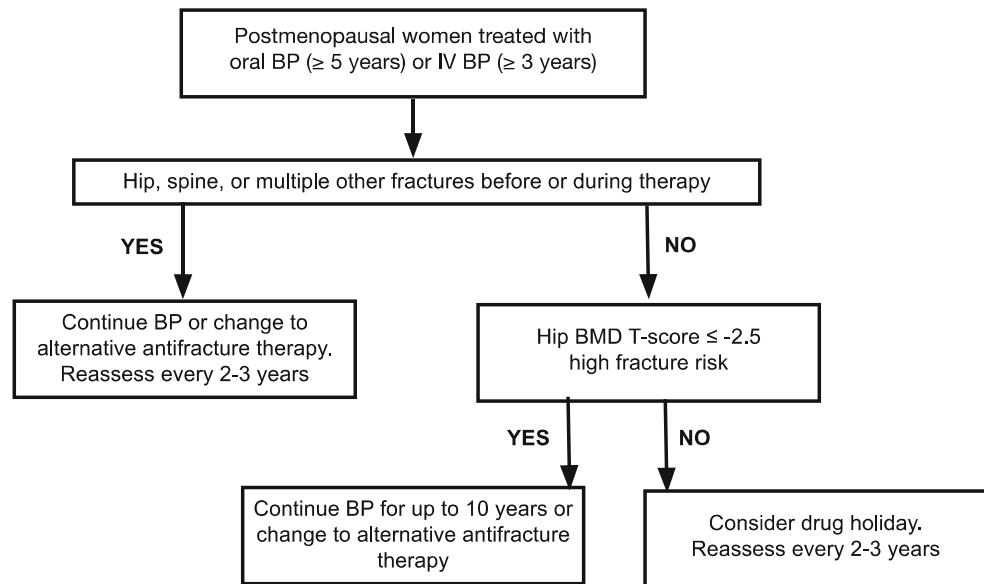 Postmenopausal women treated with
oral BP (≥ 5 years) or IV BP (≥ 3 years)
Hip, spine, or multiple other fractures before or during therapy
YES
NO
Continue BP or change to
alternative antifracture therapy.
Reassess every 2-3 years
Hip BMD T-score ≤ -2.5
high fracture risk
YES
NO
Continue BP for up to 10 years or
change to alternative antifracture
therapy
Consider drug holiday.
Reassess every 2-3 years